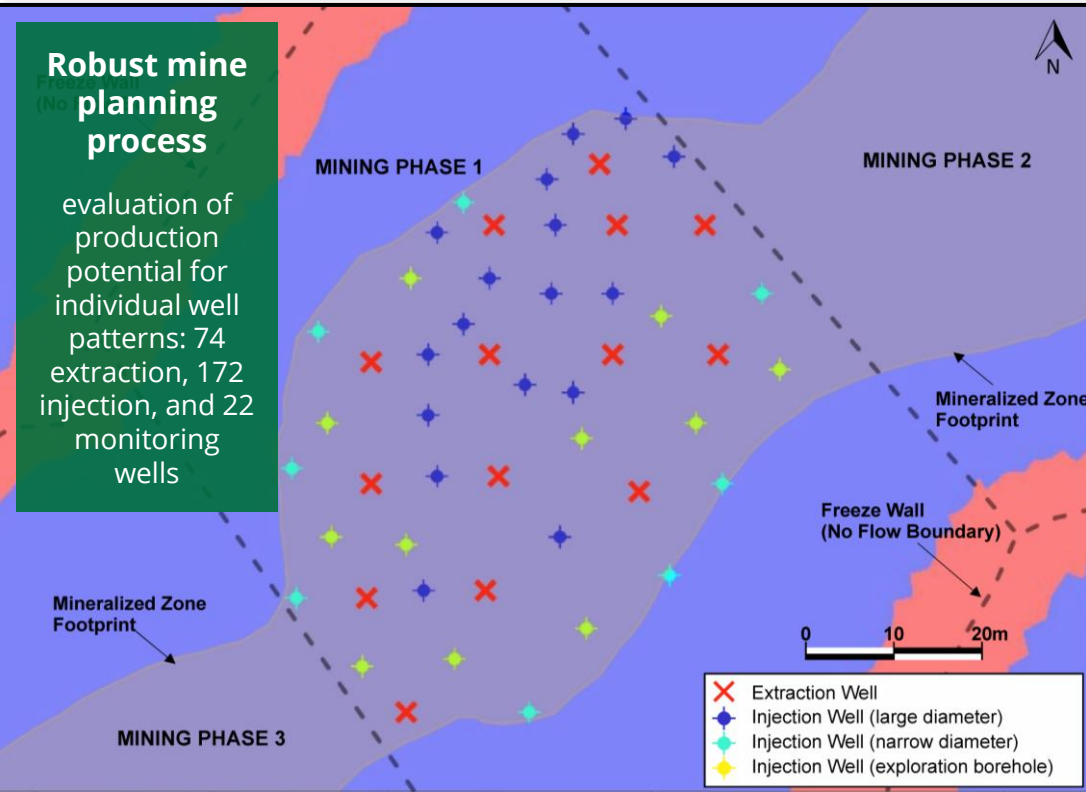 Robust mine
planning
process
evaluation of
production
potential for
individual well
patterns: 74
extraction, 172
injection, and 22
monitoring
wells
Freeze Wall
(No
N
MINING PHASE 1
MINING PHASE 2
Mineralized Zone
Footprint
Freeze Wall
(No Flow Boundary)
Mineralized Zone
Footprint
0 10 20m
MINING PHASE 3
Extraction Well
Injection Well (large diameter)
Injection Well (narrow diameter)
Injection Well (exploration borehole)